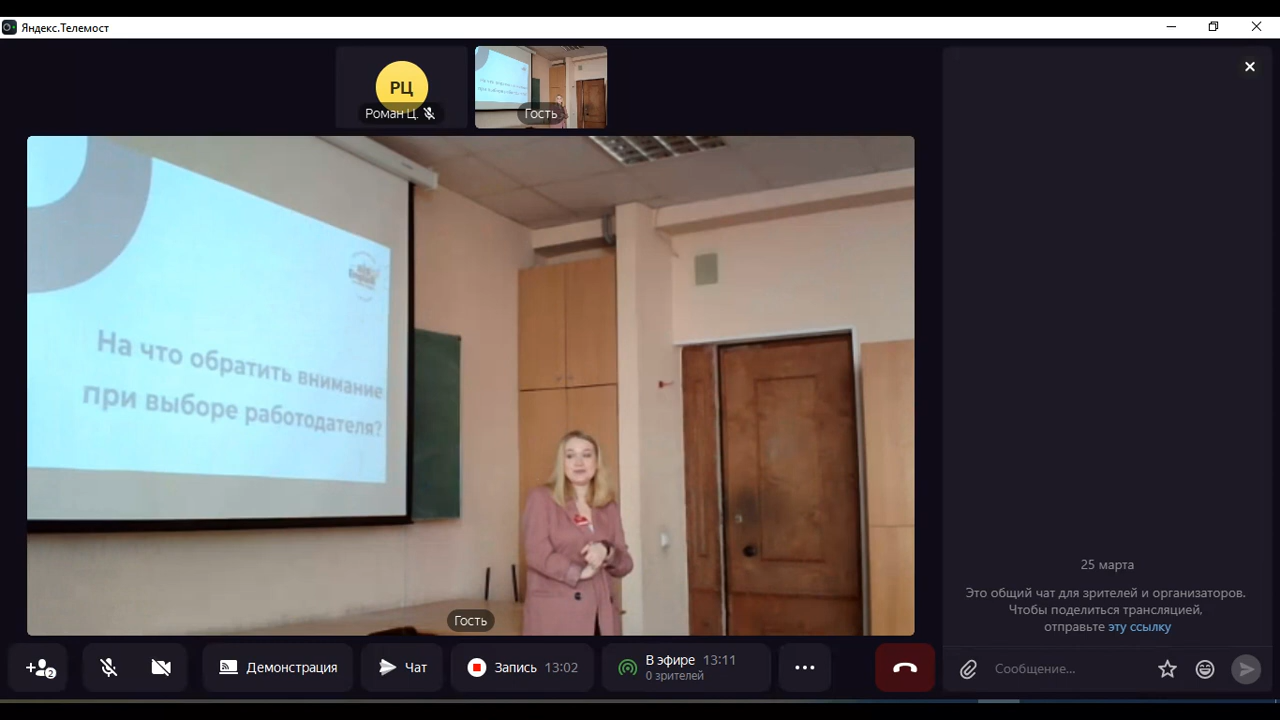 Яндекс.Телемост
РЦ
Роман Ц.
Гость
На что обратить внимание
при выборе работодателя?
Гость
25 марта
Это общий чат для зрителей и организаторов.
Чтобы поделиться трансляцией,
отправьте эту ссылку
2
Демонстрация
Чат
Запись 13:02
В эфире 13:11
0 зрителей
Сообщение...